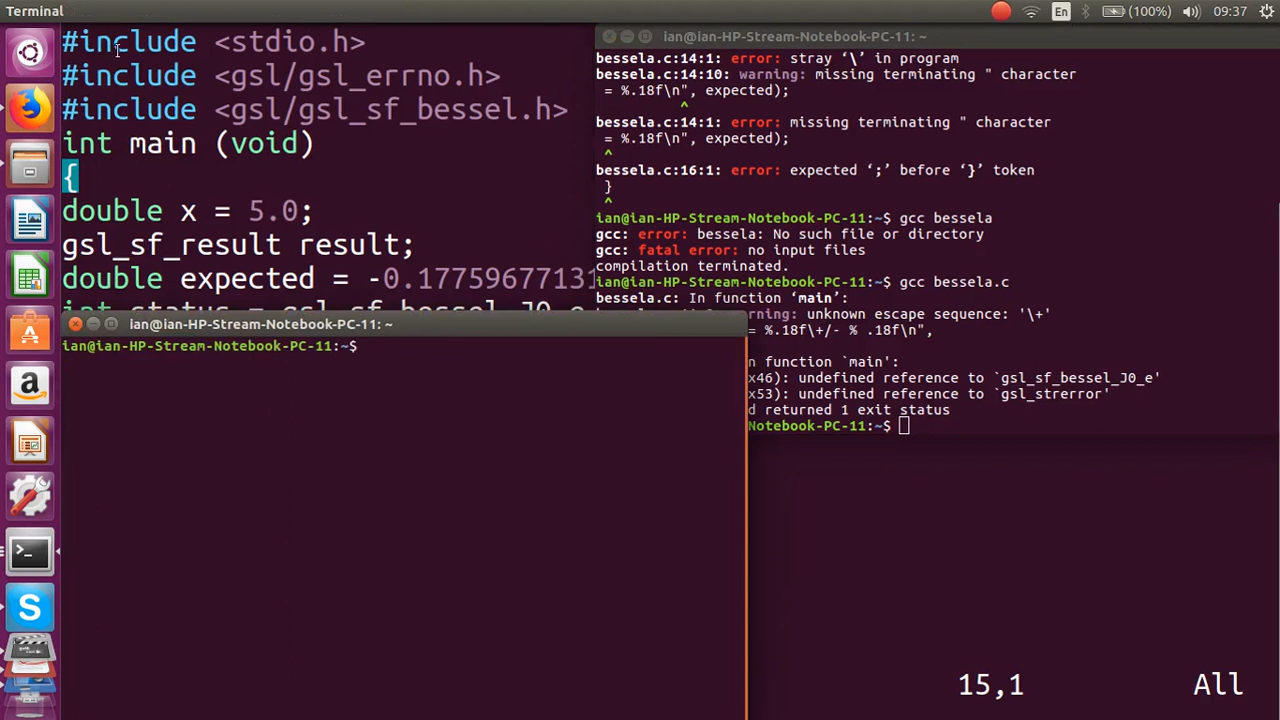 Terminal
En
(100%)
09:37
#include <stdio.h>
#include <gsl/gsl_errno.h>
#include <gsl/gsl_sf_bessel.h>
int main (void)
{
double x = 5.0;
gsl_sf_result result;
double expected = -0.17759677131
ian@ian-HP-Stream-Notebook-PC-11: ~
bessela.c:14:1: error: stray ‘\’ in program
bessela.c:14:10: warning: missing terminating " character
= %.18f\n", expected);
^
bessela.c:14:1: error: missing terminating " character
= %.18f\n", expected);
^
bessela.c:16:1: error: expected ‘;’ before ‘}’ token
}
^
ian@ian-HP-Stream-Notebook-PC-11:~$ gcc bessela
gcc: error: bessela: No such file or directory
gcc: fatal error: no input files
compilation terminated.
ian@ian-HP-Stream-Notebook-PC-11:~$ gcc bessela.c
bessela.c: In function ‘main’:
unknown escape sequence: '\+'
= %.18f\+/- % .18f\n",
n function `main':
x46): undefined reference to `gsl_sf_bessel_J0_e'
x53): undefined reference to `gsl_strerror'
d returned 1 exit status
Notebook-PC-11:~$
ian@ian-HP-Stream-Notebook-PC-11: ~
ian@ian-HP-Stream-Notebook-PC-11:~$
15,1 All